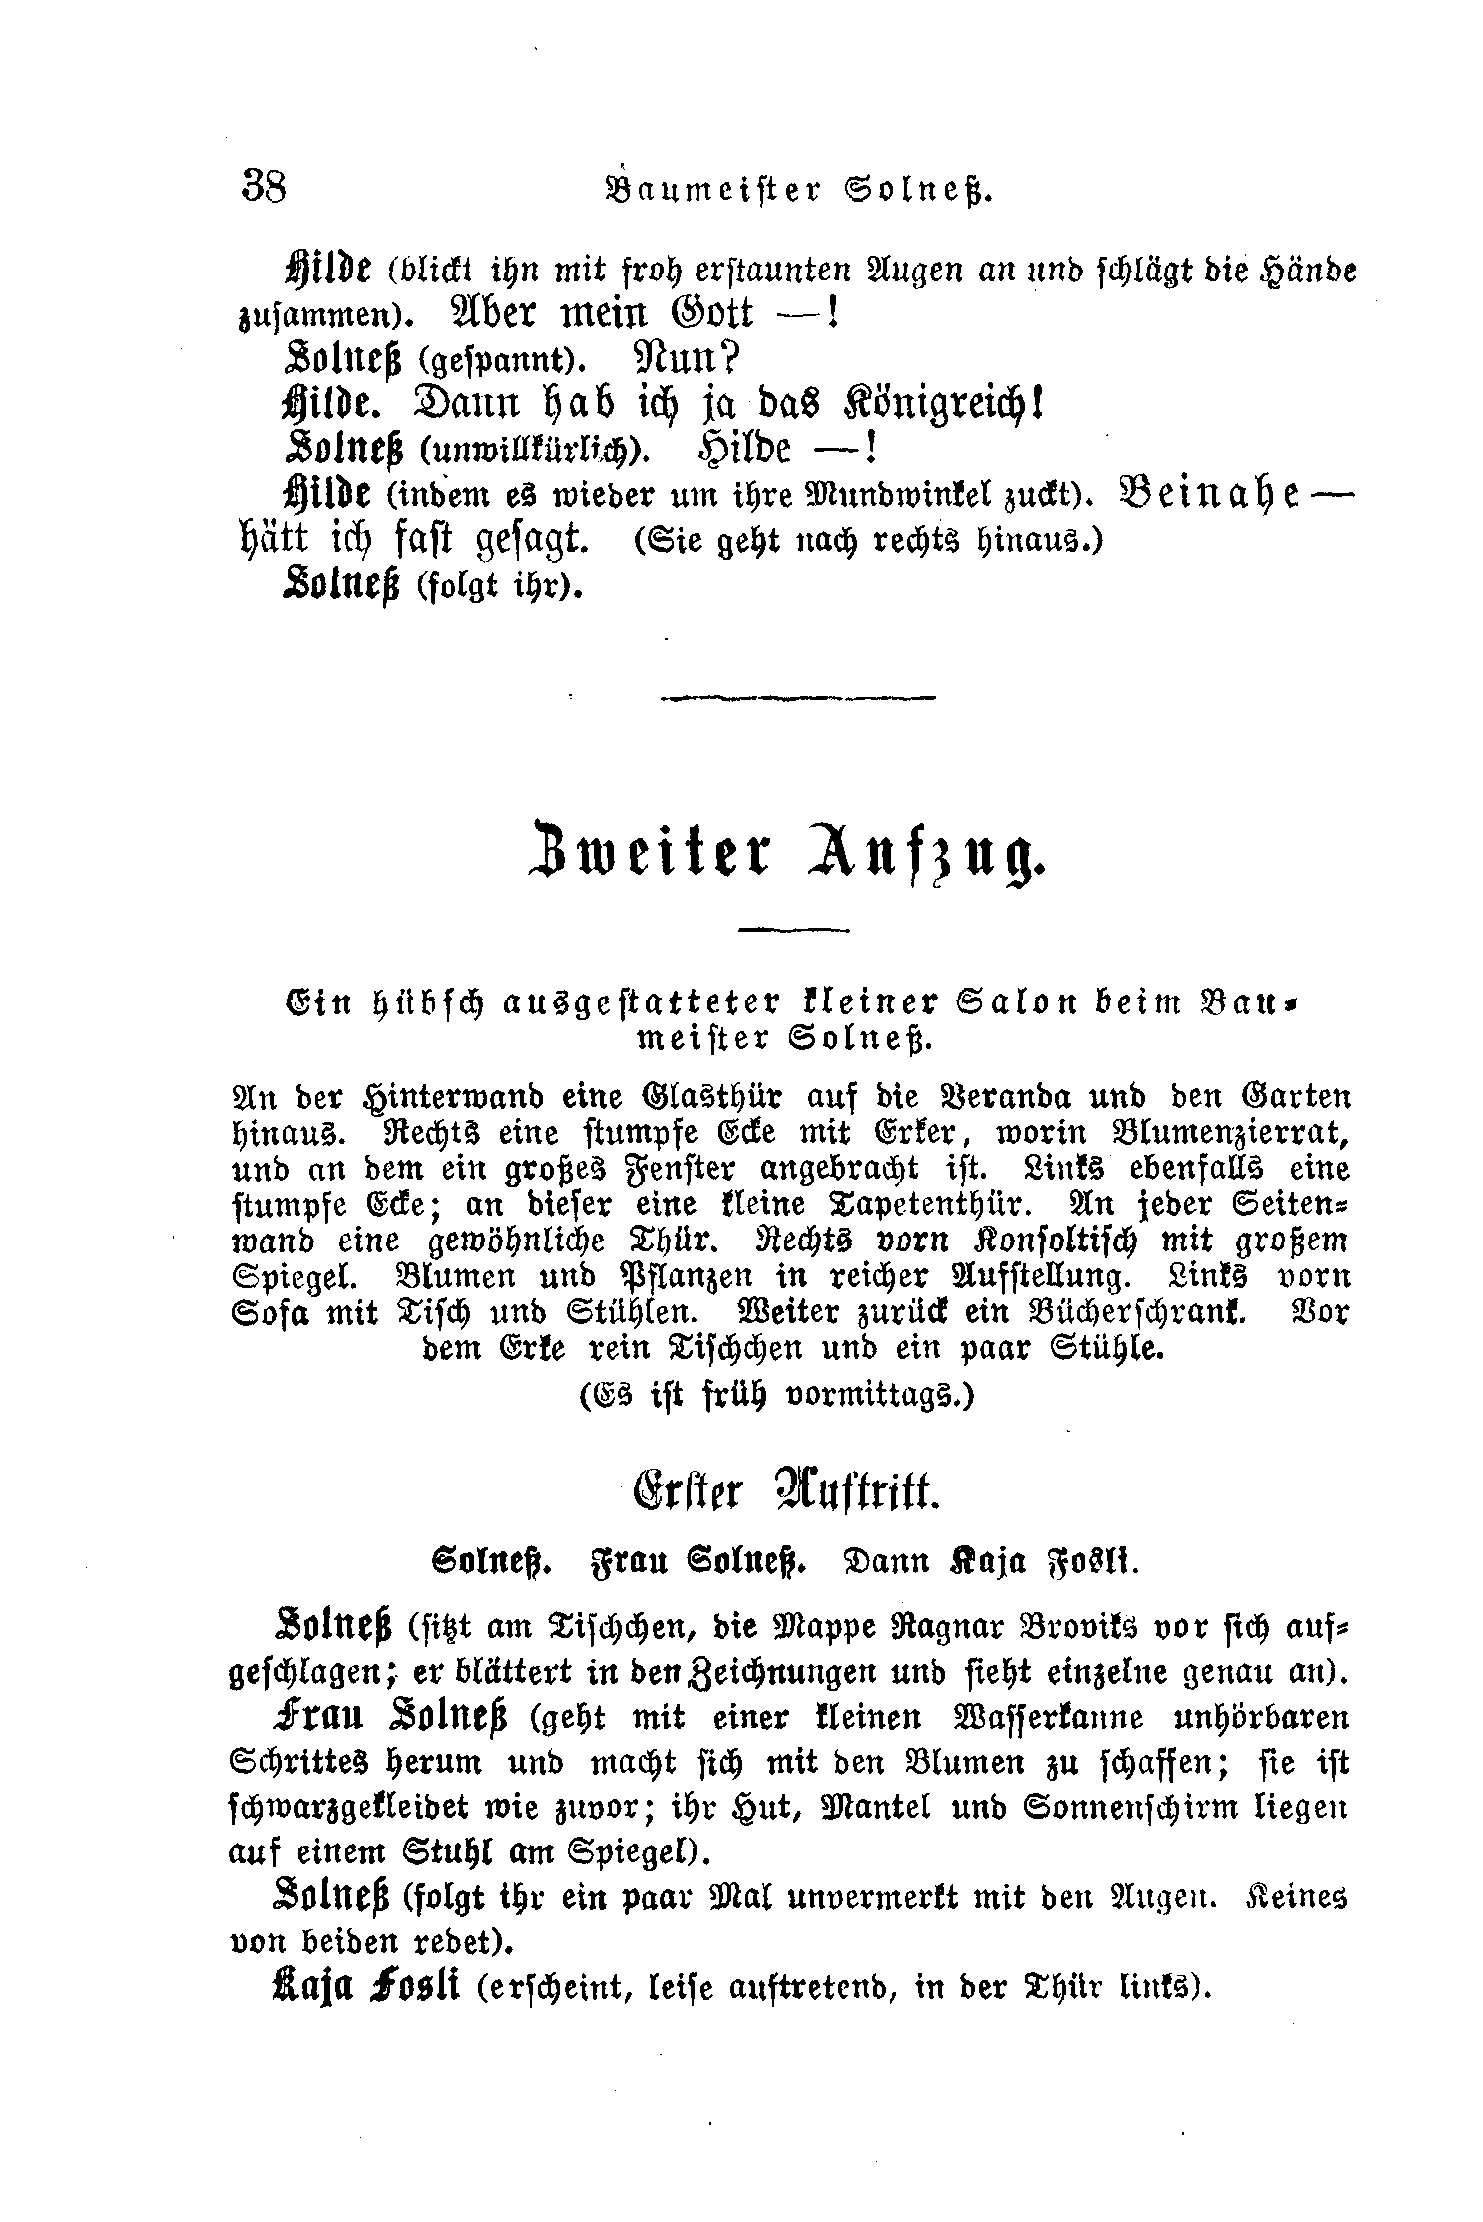 38 Baumeister Solneß.
Hilde (blickt ihn mit froh erstaunten Augen an und schlägt die Hände
zusammen). Aber mein Gott —!
Solneß (gespannt). Nun?
Hilde. Dann hab ich ja das Königreich!
Solneß (unwillkürlich). Hilde —!
Hilde (indem es wieder um ihre Mundwinkel zuckt). Beinahe —
hätt ich fast gesagt. (Sie geht nach rechts hinaus.)
Solneß (folgt ihr).
Zweiter Aufzug.
Ein hübsch ausgestatteter kleiner Salon beim Bau-
meister Solneß.
An der Hinterwand eine Glasthür auf die Veranda und den Garten
hinaus. Rechts eine stumpfe Ecke mit Erker, worin Blumenzierrat,
und an dem ein großes Fenster angebracht ist. Links ebenfalls eine
stumpfe Ecke; an dieser eine kleine Tapetenthür. An jeder Seiten-
wand eine gewöhnliche Thür. Rechts vorn Konsoltisch mit großem
Spiegel. Blumen und Pflanzen in reicher Aufstellung. Links vorn
Sofa mit Tisch und Stühlen. Weiter zurück ein Bücherschrank. Vor
dem Erke rein Tischchen und ein paar Stühle.
(Es ist früh vormittags.)
Erster Auftritt.
Solneß. Frau Solneß. Dann Kaja Fosli.
Solneß (sitzt am Tischchen, die Mappe Ragnar Broviks vor sich auf-
geschlagen; er blättert in den Zeichnungen und sieht einzelne genau an).
Frau Solneß (geht mit einer kleinen Wasserkanne unhörbaren
Schrittes herum und macht sich mit den Blumen zu schaffen; sie ist
schwarzgekleidet wie zuvor; ihr Hut, Mantel und Sonnenschirm liegen
auf einem Stuhl am Spiegel).
Solneß (folgt ihr ein paar Mal unvermerkt mit den Augen. Keines
von beiden redet).
Kaja Fosli (erscheint, leise auftretend, in der Thür links).